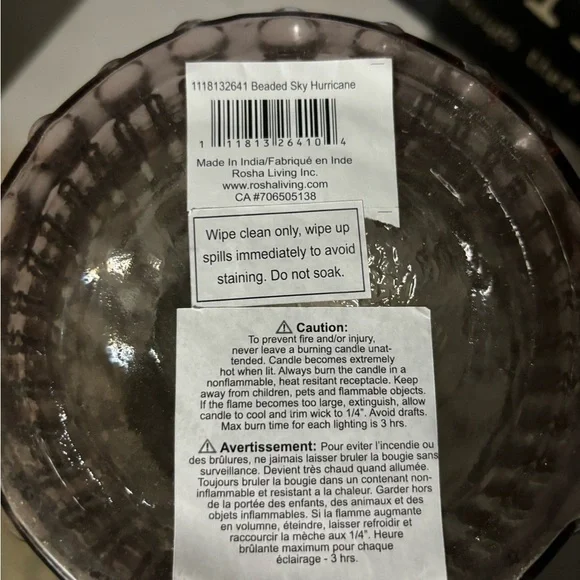 1118132641 Beaded Sky Hurricane
1 11813 26410 4
Made In India/Fabriqué en Inde
Rosha Living Inc.
www.roshaliving.com
CA #706505138
Wipe clean only, wipe up
spills immediately to avoid
staining. Do not soak.
⚠ Caution:
To prevent fire and/or injury,
never leave a burning candle unat-
tended. Candle becomes extremely
hot when lit. Always burn the candle in a
nonflammable, heat resitant receptacle. Keep
away from children, pets and flammable objects.
If the flame becomes too large, extinguish, allow
candle to cool and trim wick to 1/4". Avoid drafts.
Max burn time for each lighting is 3 hrs.
⚠ Avertissement: Pour eviter l'incendie ou
des brûlures, ne jamais laisser bruler la bougie sans
surveillance. Devient très chaud quand allumée.
Toujours bruler la bougie dans un contenant non-
inflammable et resistant a la chaleur. Garder hors
de la portée des enfants, des animaux et des
objets inflammables. Si la flamme augmante
en volumne, éteindre, laisser refroidir et
raccourcir la mèche aux 1/4". Heure
brûlante maximum pour chaque
éclairage - 3 hrs.